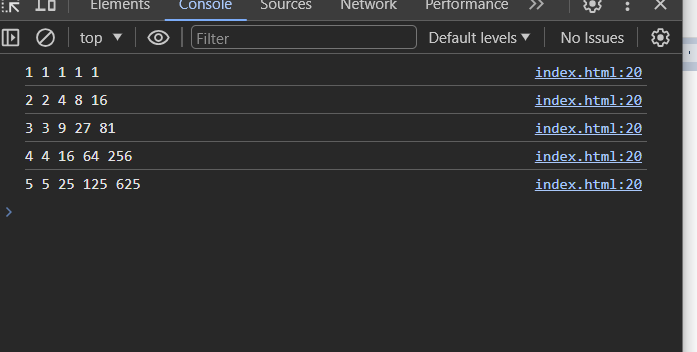 Elements Console Sources Network Performance
top Filter Default levels No Issues
1 1 1 1 1 index.html:20
2 2 4 8 16 index.html:20
3 3 9 27 81 index.html:20
4 4 16 64 256 index.html:20
5 5 25 125 625 index.html:20